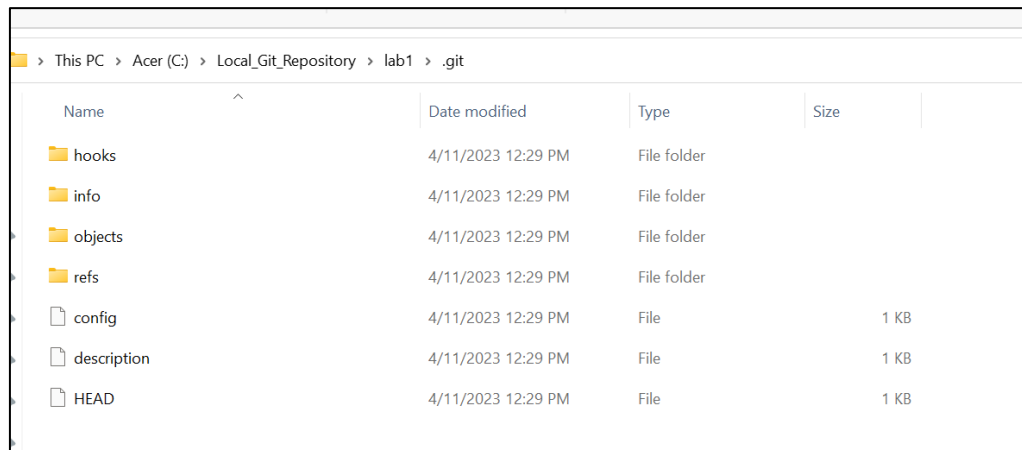 This PC > Acer (C:) > Local_Git_Repository > lab1 > .git
Name Date modified Type Size
hooks 4/11/2023 12:29 PM File folder
info 4/11/2023 12:29 PM File folder
objects 4/11/2023 12:29 PM File folder
refs 4/11/2023 12:29 PM File folder
config 4/11/2023 12:29 PM File 1 KB
description 4/11/2023 12:29 PM File 1 KB
HEAD 4/11/2023 12:29 PM File 1 KB